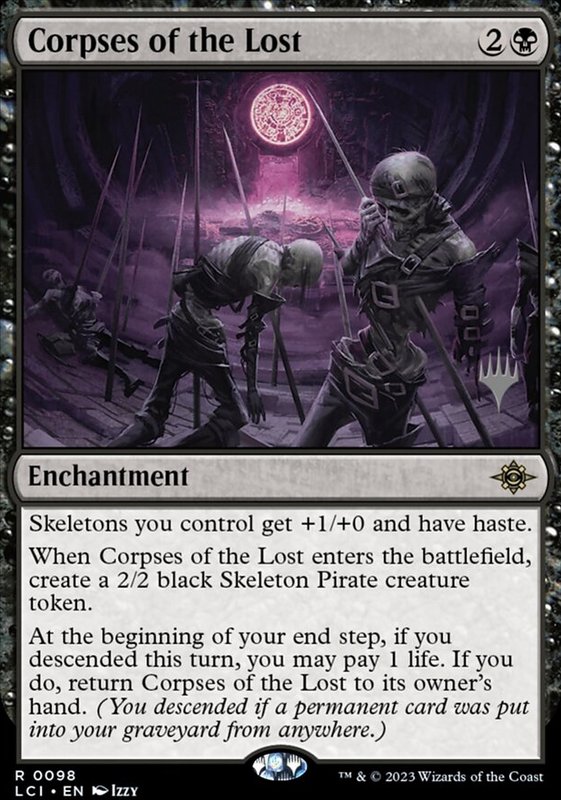 Corpses of the Lost 2
Enchantment
Skeletons you control get +1/+0 and have haste.
When Corpses of the Lost enters the battlefield,
create a 2/2 black Skeleton Pirate creature
token.
At the beginning of your end step, if you
descended this turn, you may pay 1 life. If you
do, return Corpses of the Lost to its owner's
hand. (You descended if a permanent card was put
into your graveyard from anywhere.)
R 0098
LCI • EN Izzy ™ & © 2023 Wizards of the Coast